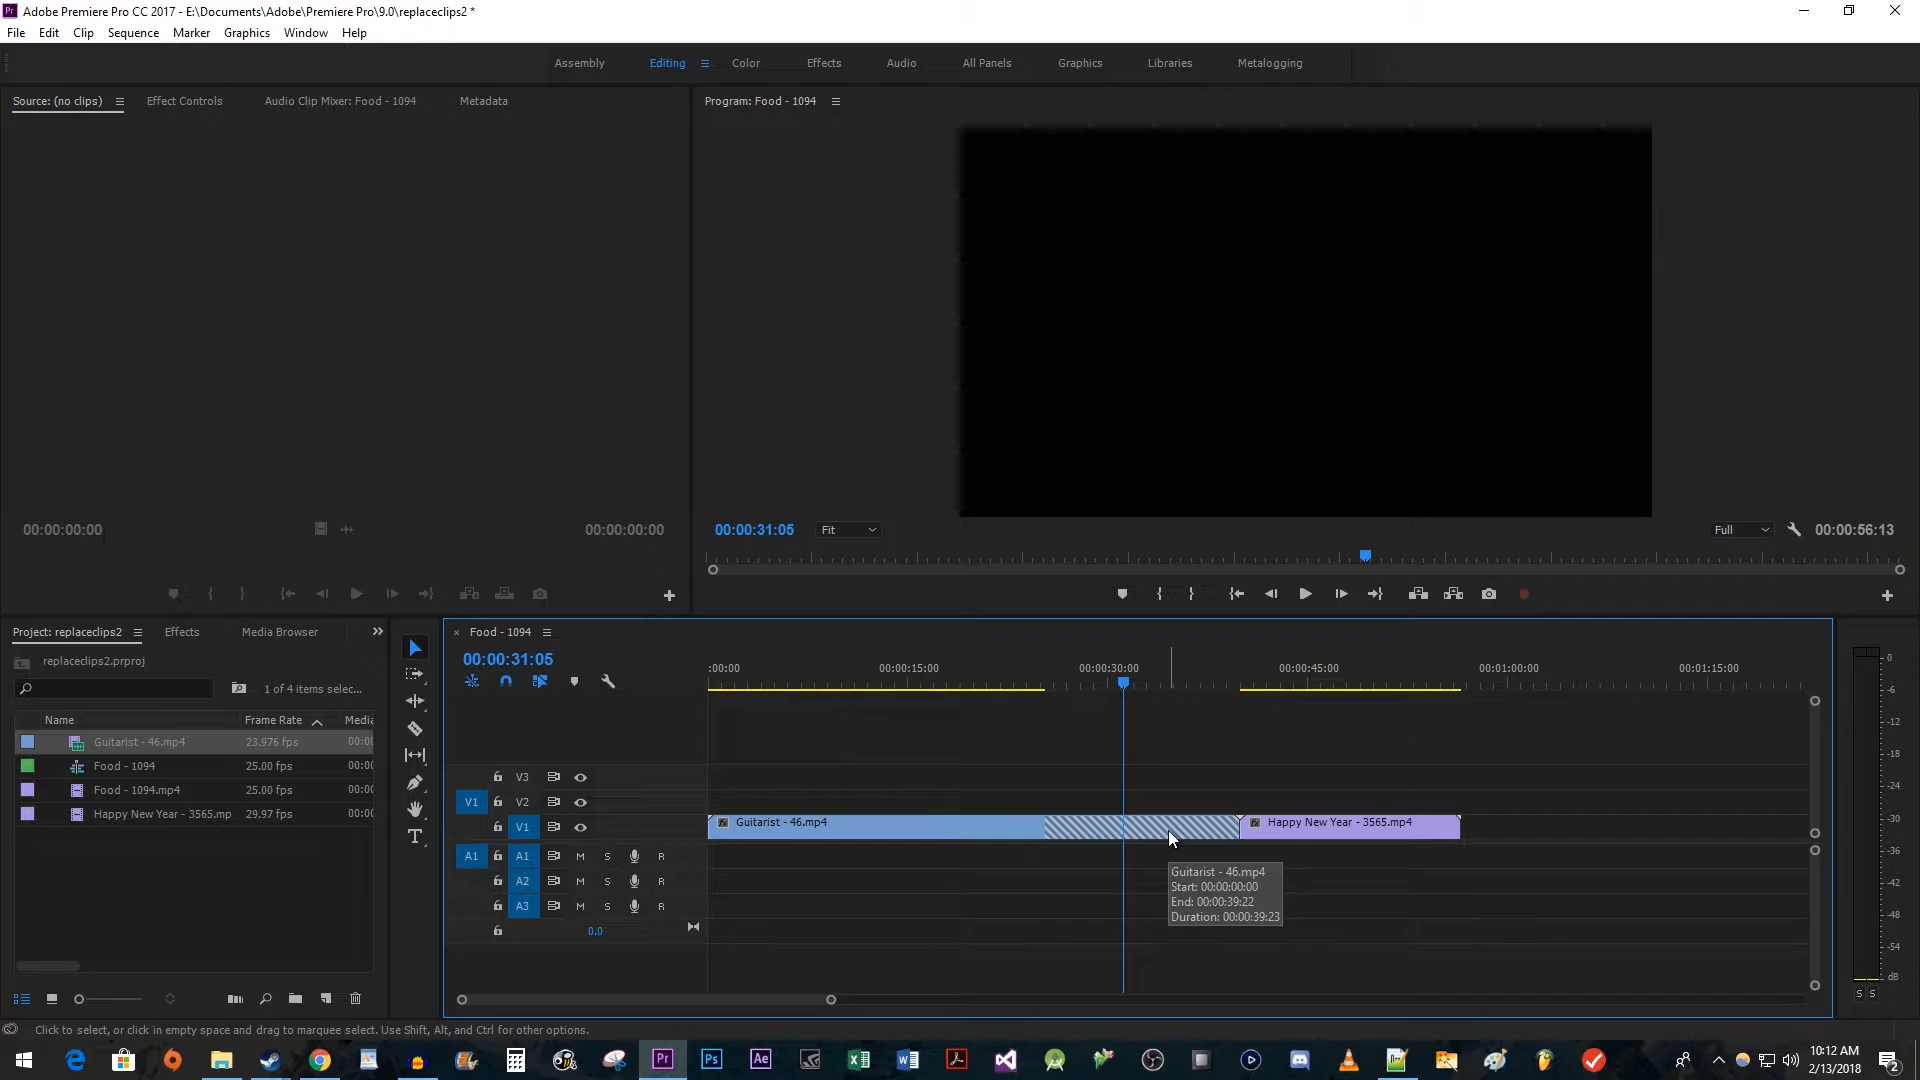 Adobe Premiere Pro CC 2017 - E:\Documents\Adobe\Premiere Pro\9.0\replaceclips2 *
File Edit Clip Sequence Marker Graphics Window Help
Assembly Editing Color Effects Audio All Panels Graphics Libraries Metalogging
Source: (no clips) Effect Controls Audio Clip Mixer: Food - 1094 Metadata
Program: Food - 1094
00:00:00:00 00:00:00:00
00:00:31:05 Fit Full 00:00:56:13
Project: replaceclips2 Effects Media Browser
replaceclips2.prproj
1 of 4 items selec...
Name Frame Rate Media
Guitarist - 46.mp4 23.976 fps 00:00
Food - 1094 25.00 fps 00:00
Food - 1094.mp4 25.00 fps 00:00
Happy New Year - 3565.mp 29.97 fps 00:00
Food - 1094
00:00:31:05
:00:00 00:00:15:00 00:00:30:00 00:00:45:00 00:01:00:00 00:01:15:00
V3
V1 V2
V1 Guitarist - 46.mp4 Happy New Year - 3565.mp4
A1 A1 M S R
A2 M S R
A3 M S R
0.0
Guitarist - 46.mp4
Start: 00:00:00:00
End: 00:00:39:22
Duration: 00:00:39:23
0
-6
-12
-18
-24
-30
-36
-42
-48
-54
dB
S S
Click to select, or click in empty space and drag to marquee select. Use Shift, Alt, and Ctrl for other options.
Pr Ps Ae
10:12 AM
2/13/2018
2